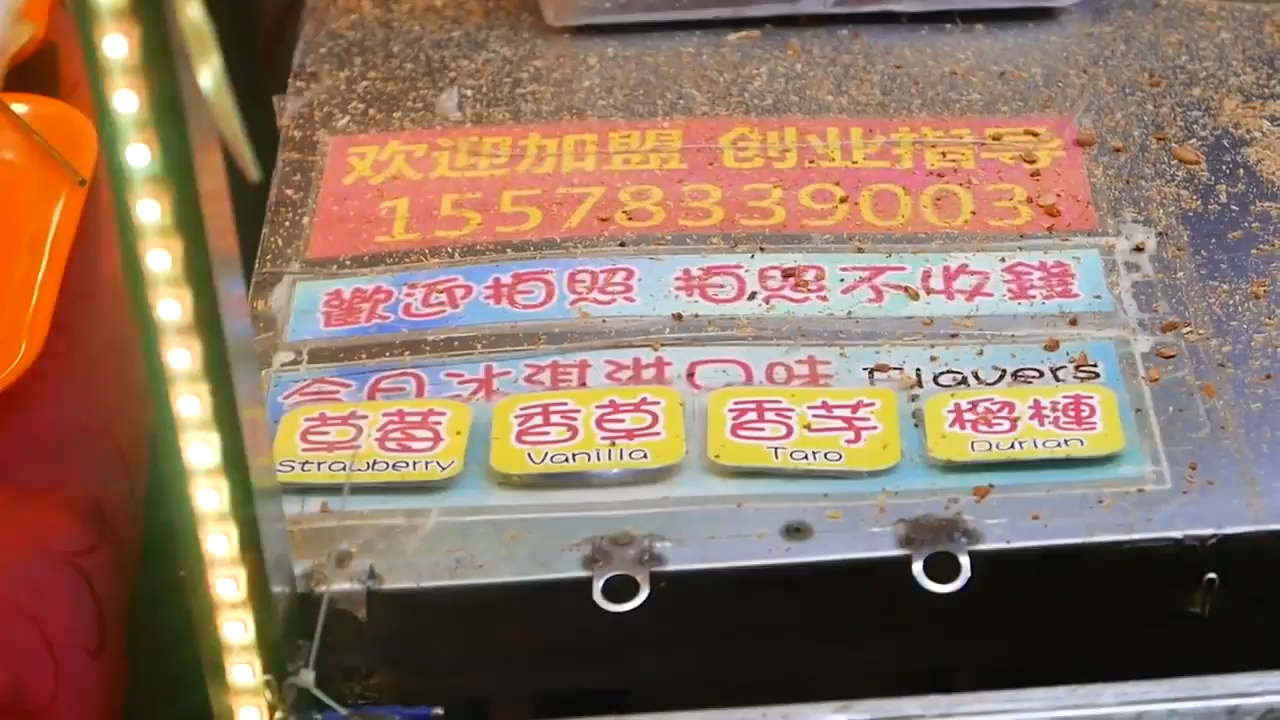 欢迎加盟 创业指导
15578339003
歡迎拍照 拍照不收錢
今日冰淇淋口味 Flavers
草莓 香草 香芋 榴槤
Strawberry Vanilla Taro Durian